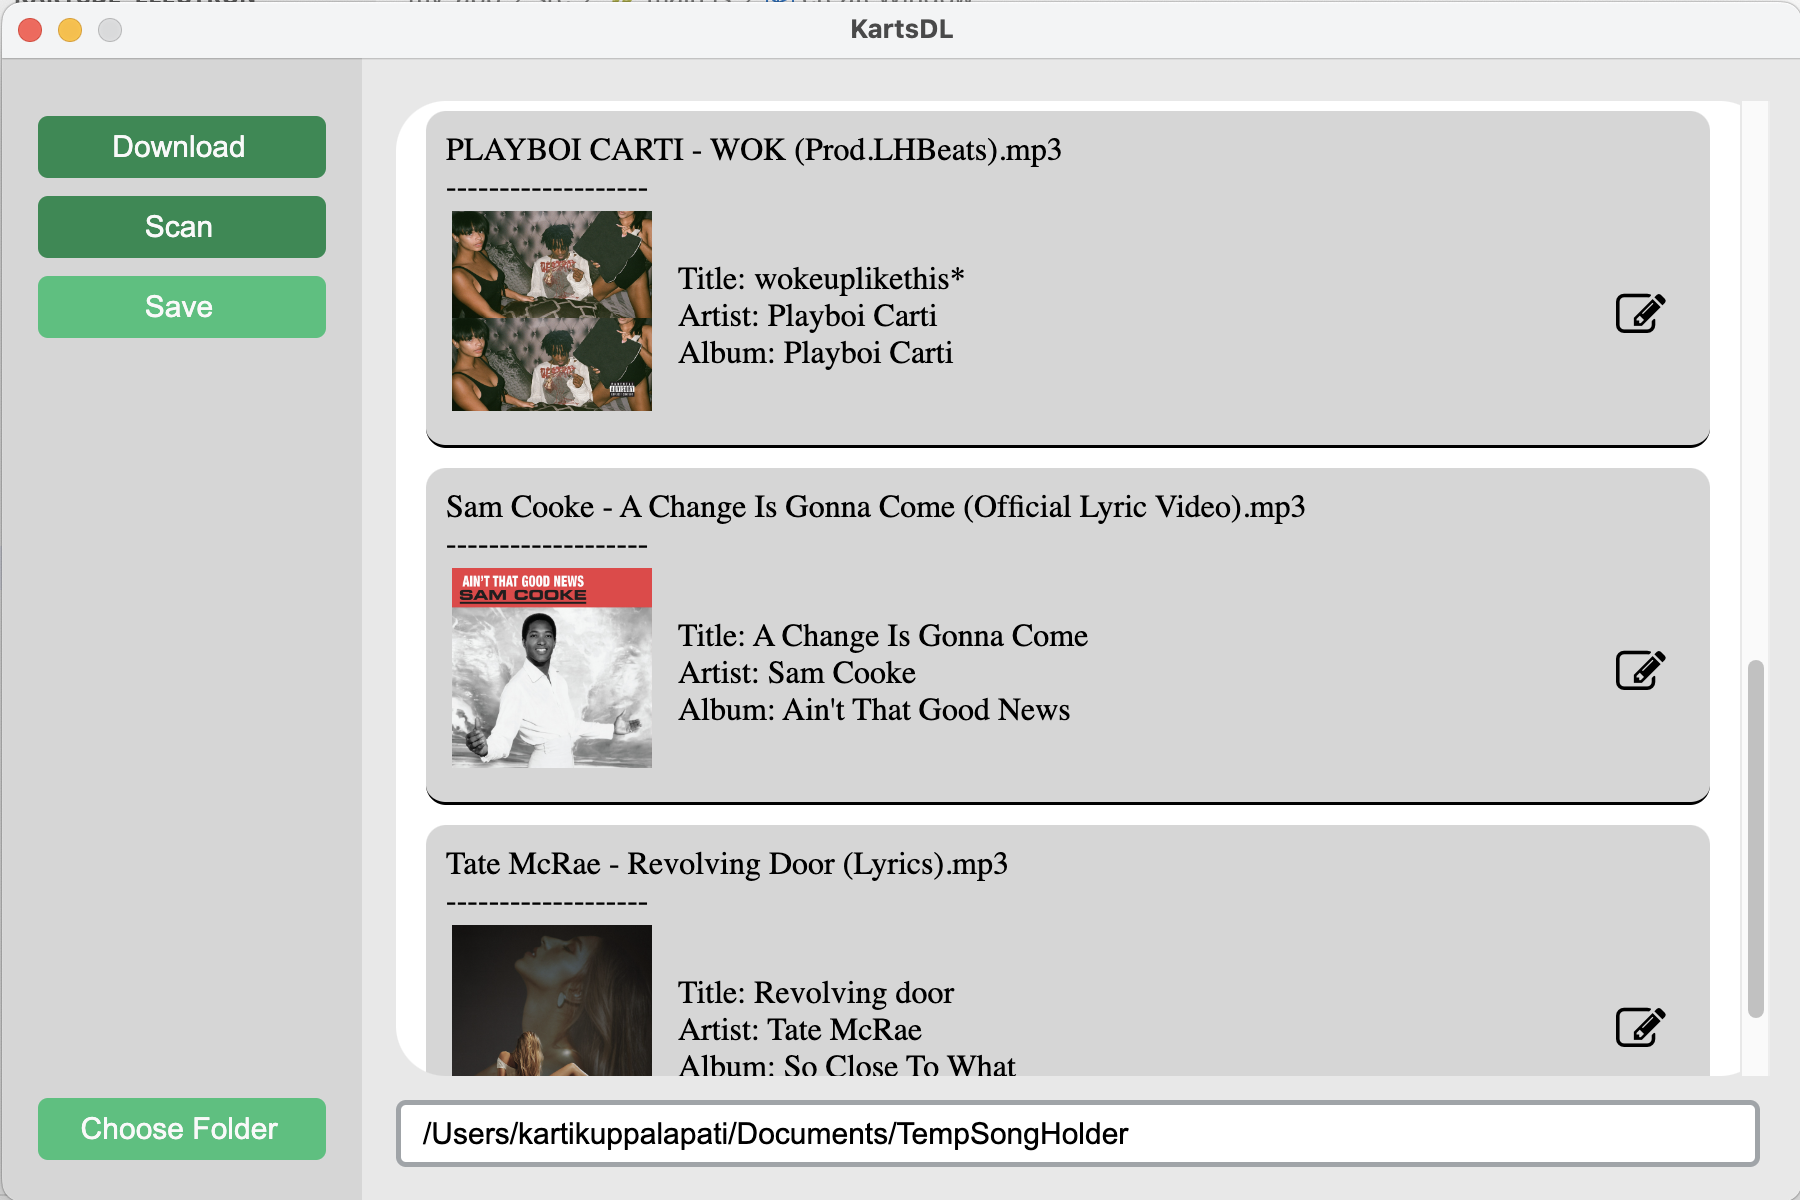 KartsDL
Download
Scan
Save
PLAYBOI CARTI - WOK (Prod.LHBeats).mp3
-------------------
Title: wokeuplikethis*
Artist: Playboi Carti
Album: Playboi Carti
Sam Cooke - A Change Is Gonna Come (Official Lyric Video).mp3
-------------------
AIN'T THAT GOOD NEWS
SAM COOKE
Title: A Change Is Gonna Come
Artist: Sam Cooke
Album: Ain't That Good News
Tate McRae - Revolving Door (Lyrics).mp3
-------------------
Title: Revolving door
Artist: Tate McRae
Album: So Close To What
Choose Folder
/Users/kartikuppalapati/Documents/TempSongHolder